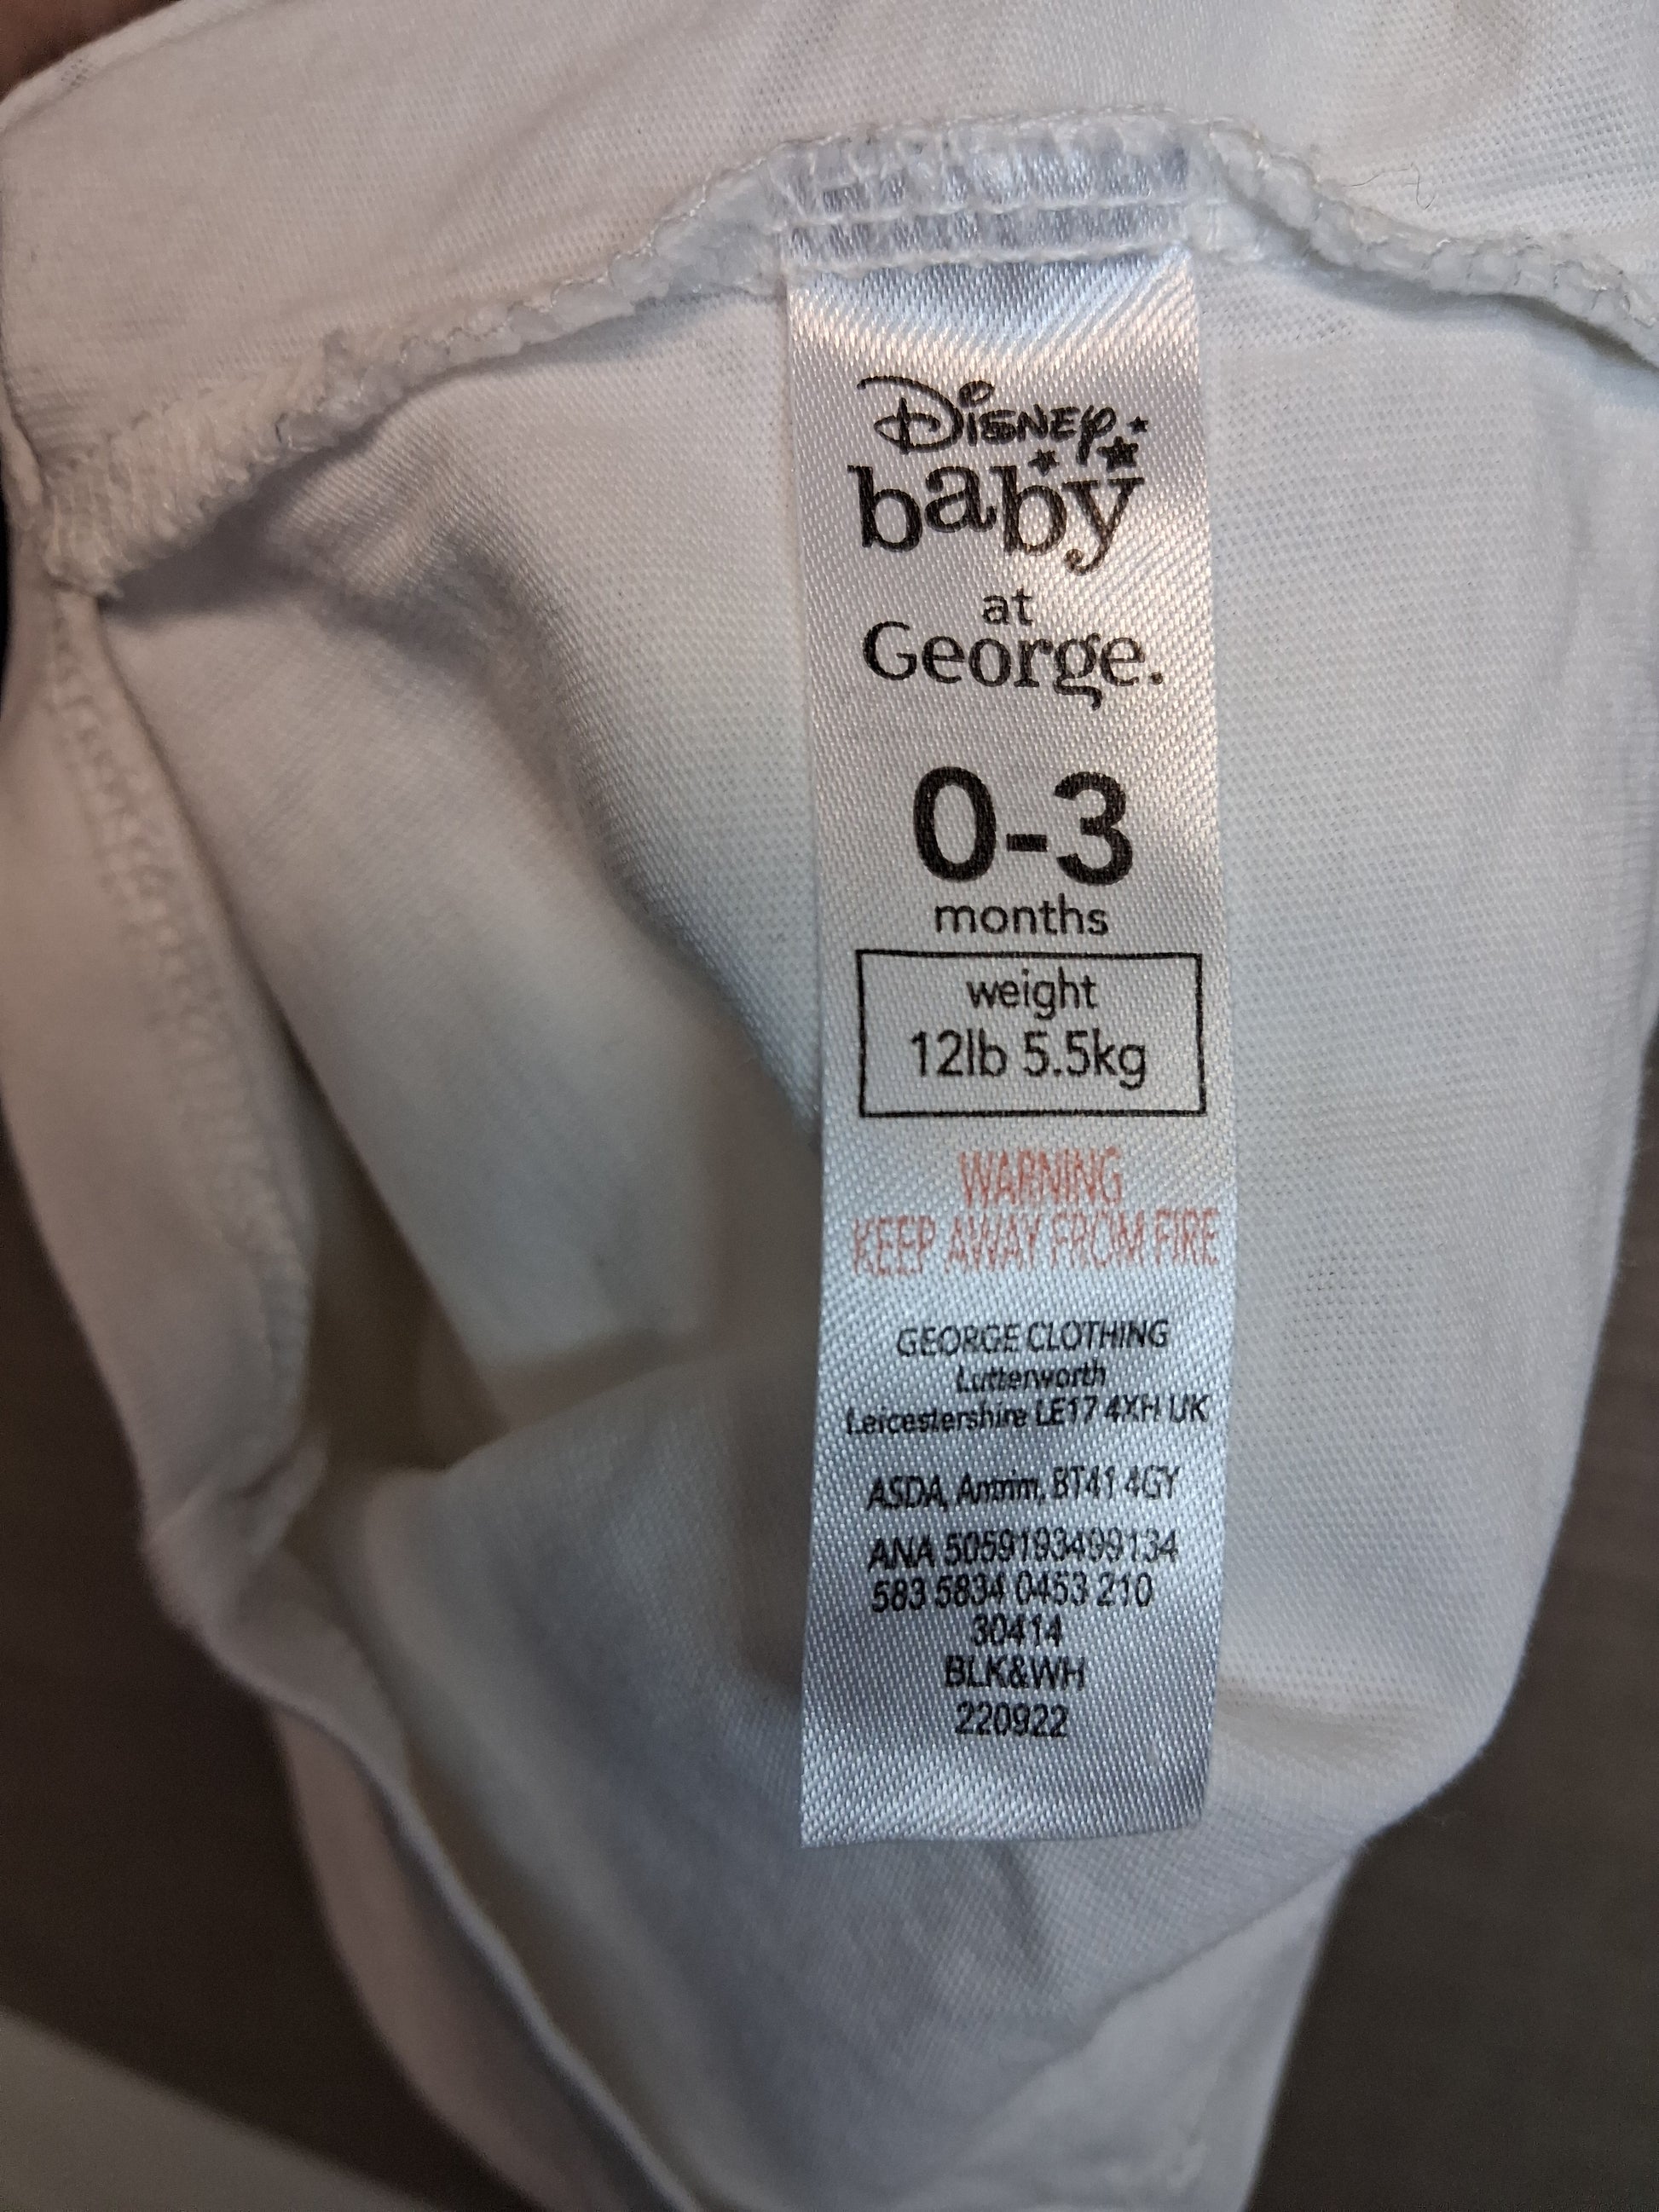 Disney
baby
at
George.
0-3
months
weight
12lb 5.5kg
WARNING
KEEP AWAY FROM FIRE
GEORGE CLOTHING
Lutterworth
Leicestershire LE17 4XH UK
ASDA, Antrim, BT41 4GY
ANA 5059193499134
583 5834 0453 210
30414
BLK&WH
220922